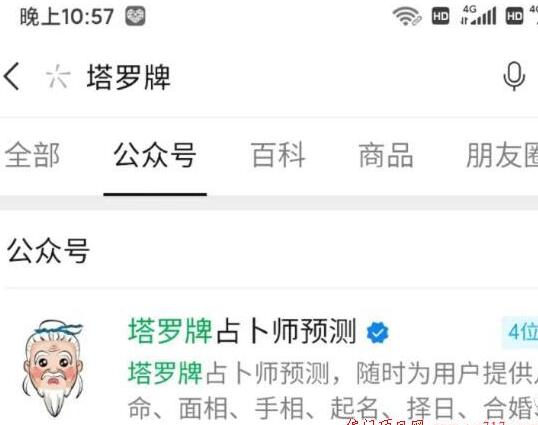 晚上10:57
HD 4G HD
塔罗牌
全部 公众号 百科 商品 朋友圈
公众号
塔罗牌占卜师预测 4位
塔罗牌占卜师预测，随时为用户提供
命、面相、手相、起名、择日、合婚